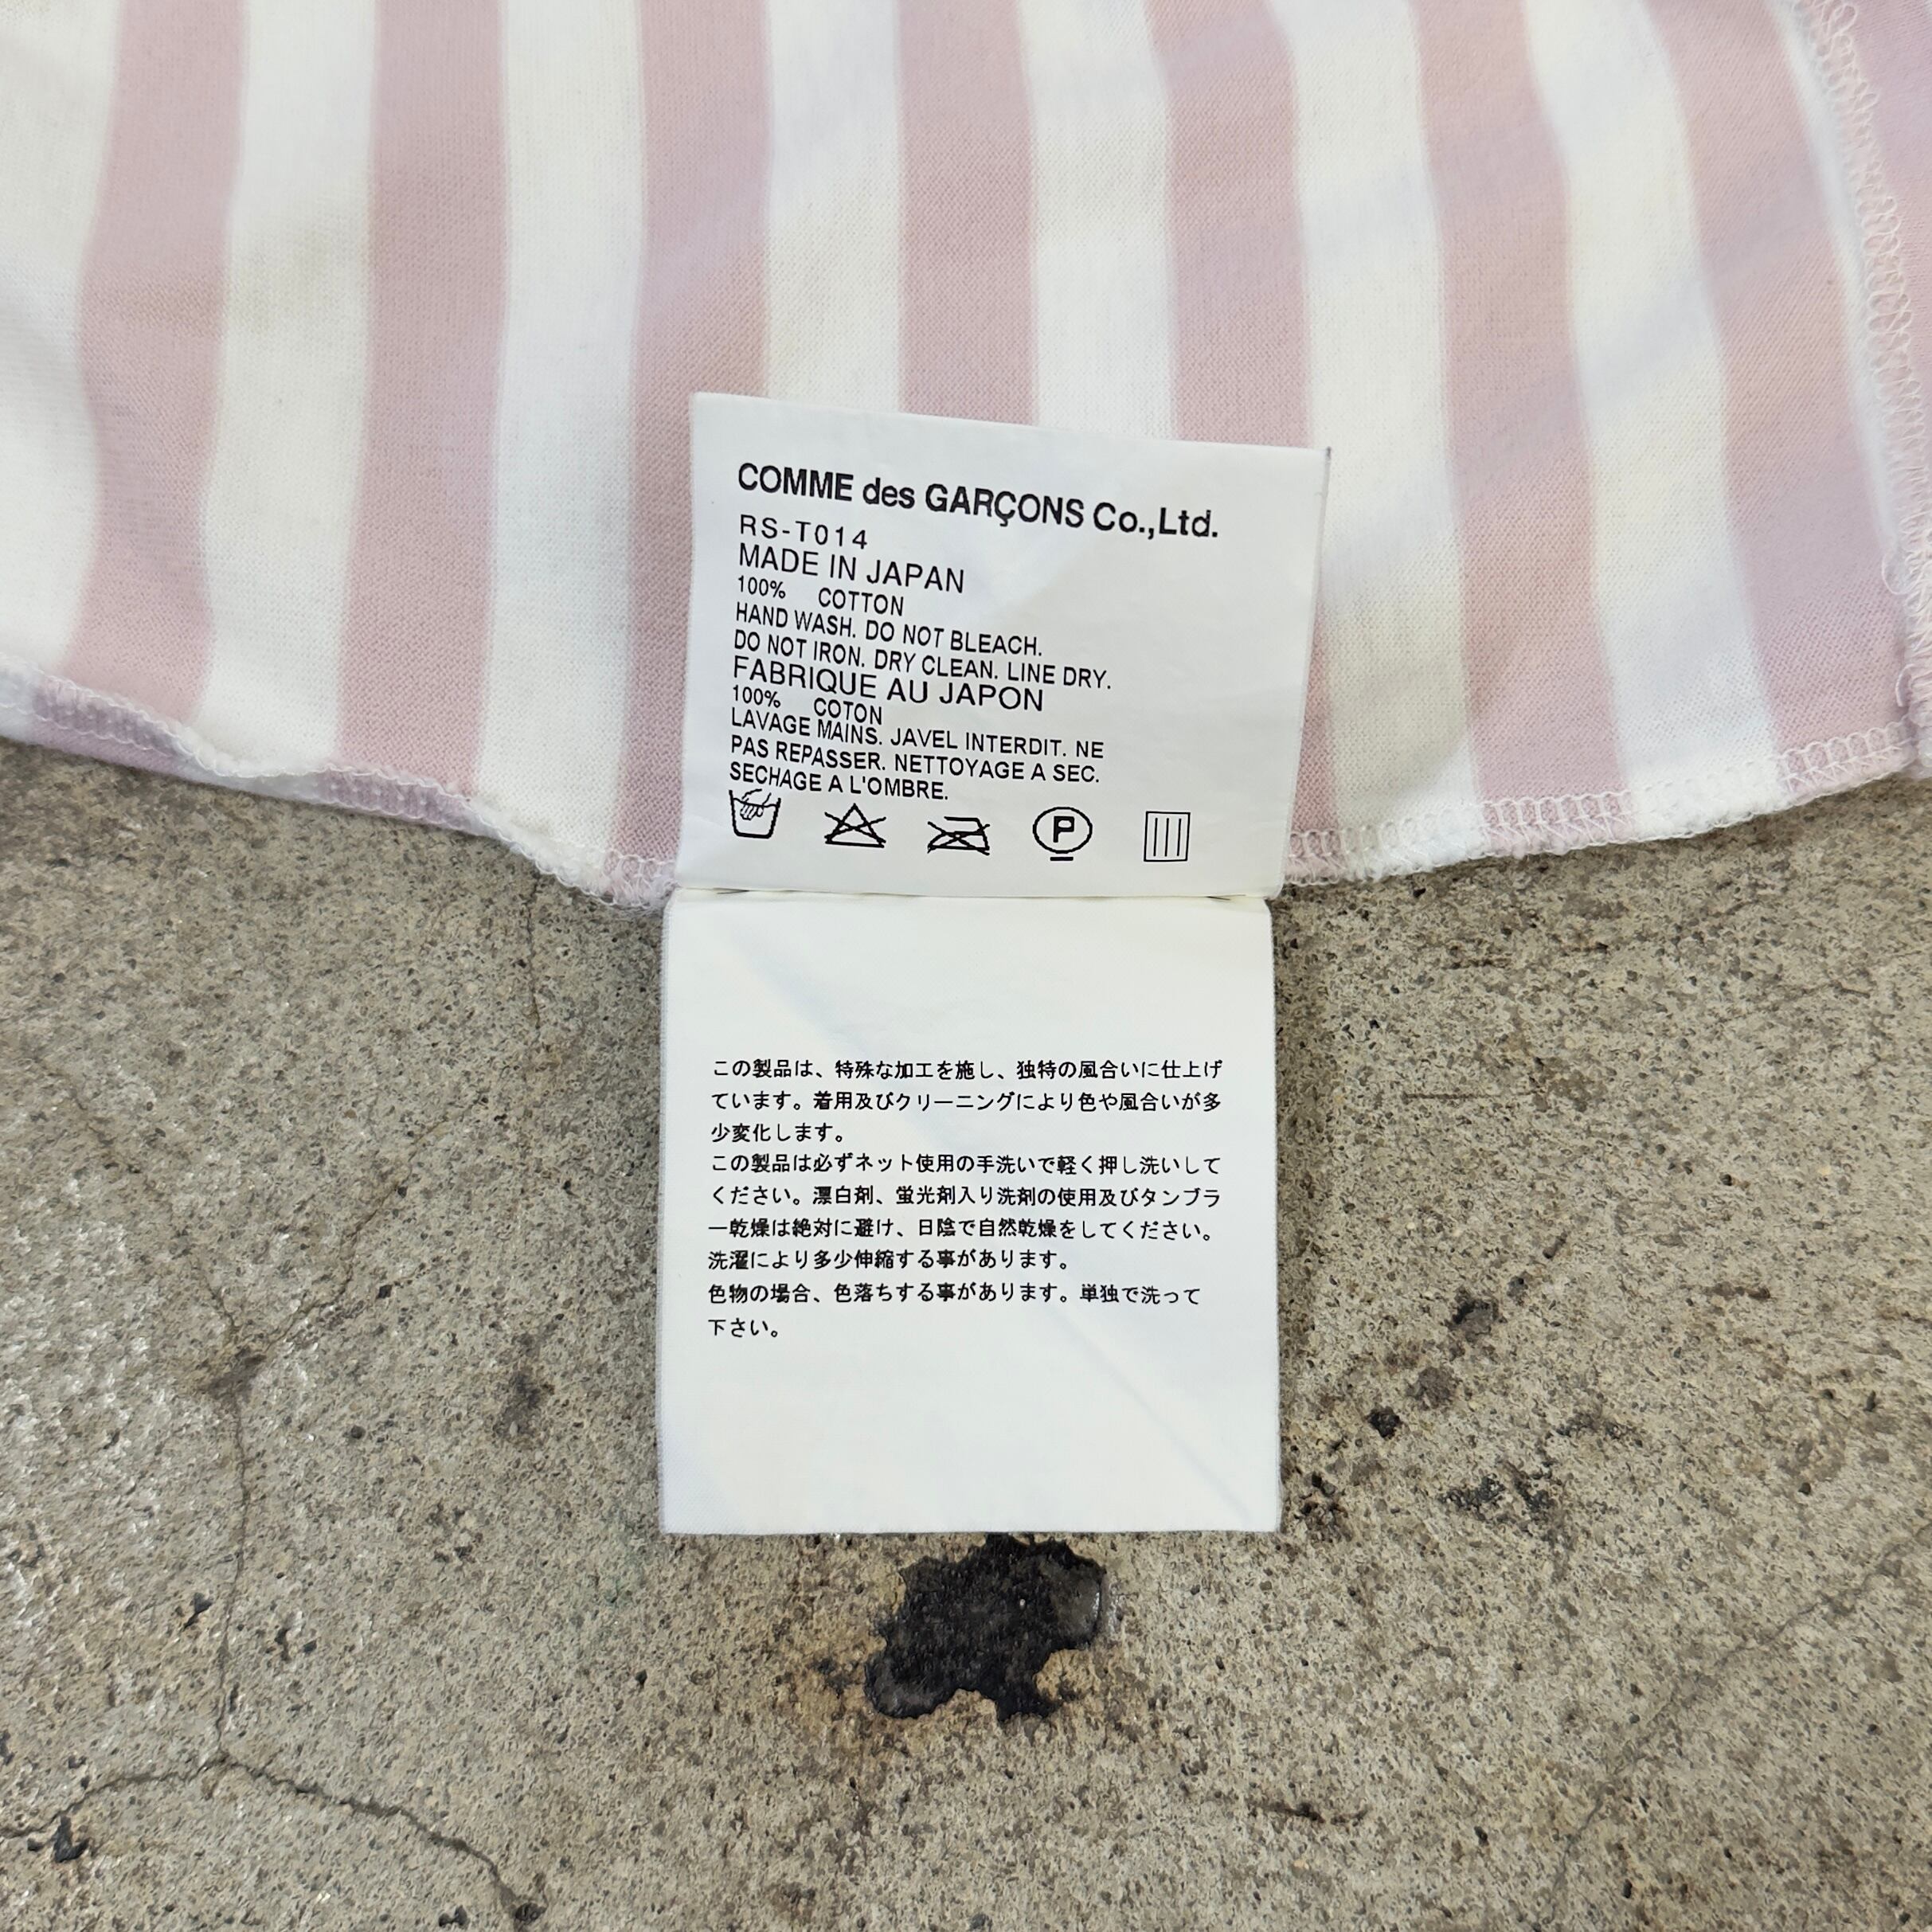 COMME des GARÇONS Co.,Ltd.
RS-T014
MADE IN JAPAN
100% COTTON
HAND WASH. DO NOT BLEACH.
DO NOT IRON. DRY CLEAN. LINE DRY.
FABRIQUE AU JAPON
100% COTON
LAVAGE MAINS. JAVEL INTERDIT. NE
PAS REPASSER. NETTOYAGE A SEC.
SECHAGE A L'OMBRE.
P
この製品は、特殊な加工を施し、独特の風合いに仕上げ
ています。着用及びクリーニングにより色や風合いが多
少変化します。
この製品は必ずネット使用の手洗いで軽く押し洗いして
ください。漂白剤、蛍光剤入り洗剤の使用及びタンブラ
ー乾燥は絶対に避け、日陰で自然乾燥をしてください。
洗濯により多少伸縮する事があります。
色物の場合、色落ちする事があります。単独で洗って
下さい。